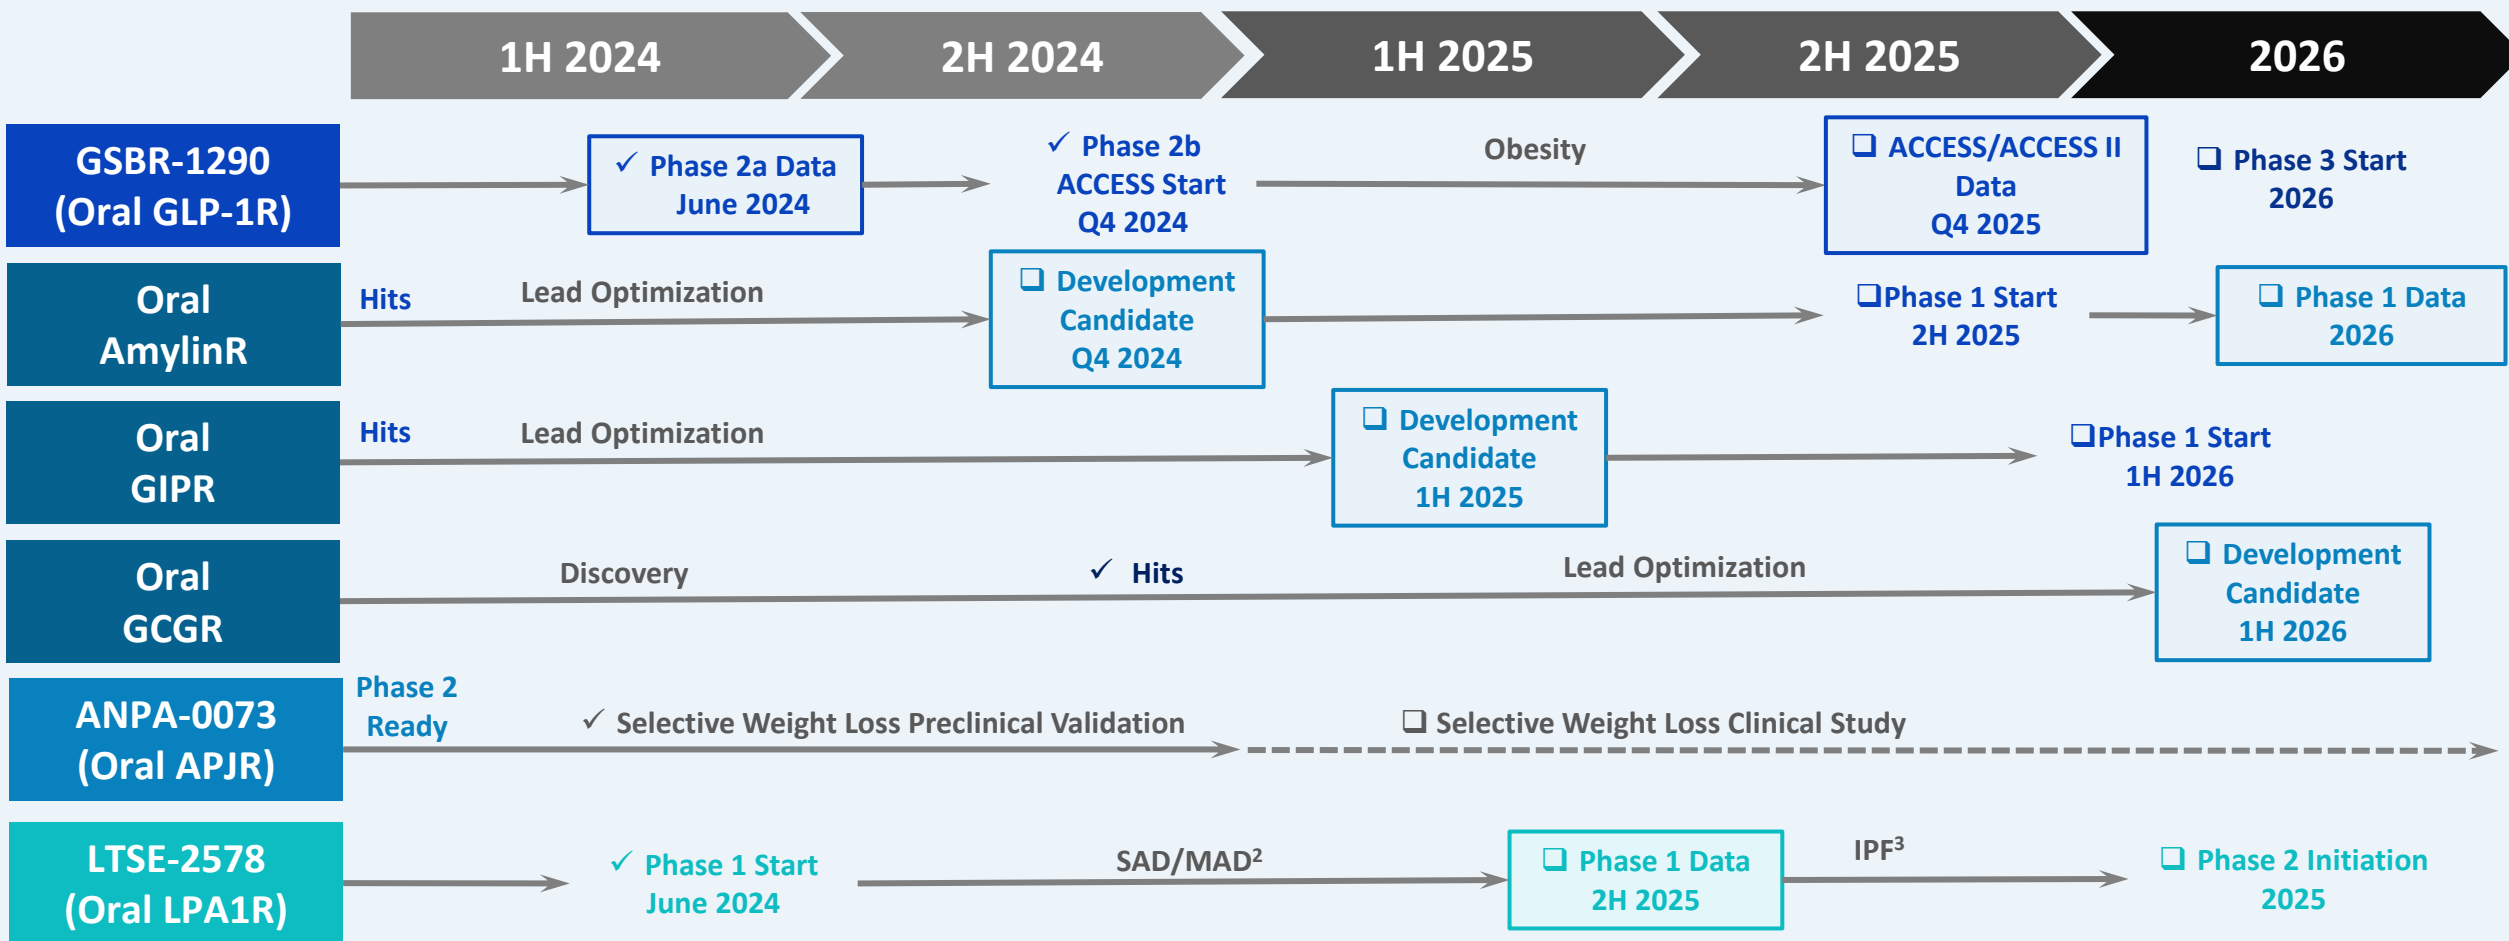 1H 2024
2H 2024
1H 2025
2H 2025
2026
GSBR-1290
(Oral GLP-1R)
✓ Phase 2a Data
June 2024
✓ Phase 2b
ACCESS Start
Q4 2024
Obesity
❑ ACCESS/ACCESS II
Data
Q4 2025
❑ Phase 3 Start
2026
Oral
AmylinR
Hits
Lead Optimization
❑ Development
Candidate
Q4 2024
❑Phase 1 Start
2H 2025
❑ Phase 1 Data
2026
Oral
GIPR
Hits
Lead Optimization
❑ Development
Candidate
1H 2025
❑Phase 1 Start
1H 2026
Oral
GCGR
Discovery
✓ Hits
Lead Optimization
❑ Development
Candidate
1H 2026
ANPA-0073
(Oral APJR)
Phase 2
Ready
✓ Selective Weight Loss Preclinical Validation
❑ Selective Weight Loss Clinical Study
LTSE-2578
(Oral LPA1R)
✓ Phase 1 Start
June 2024
SAD/MAD²
❑ Phase 1 Data
2H 2025
IPF³
❑ Phase 2 Initiation
2025